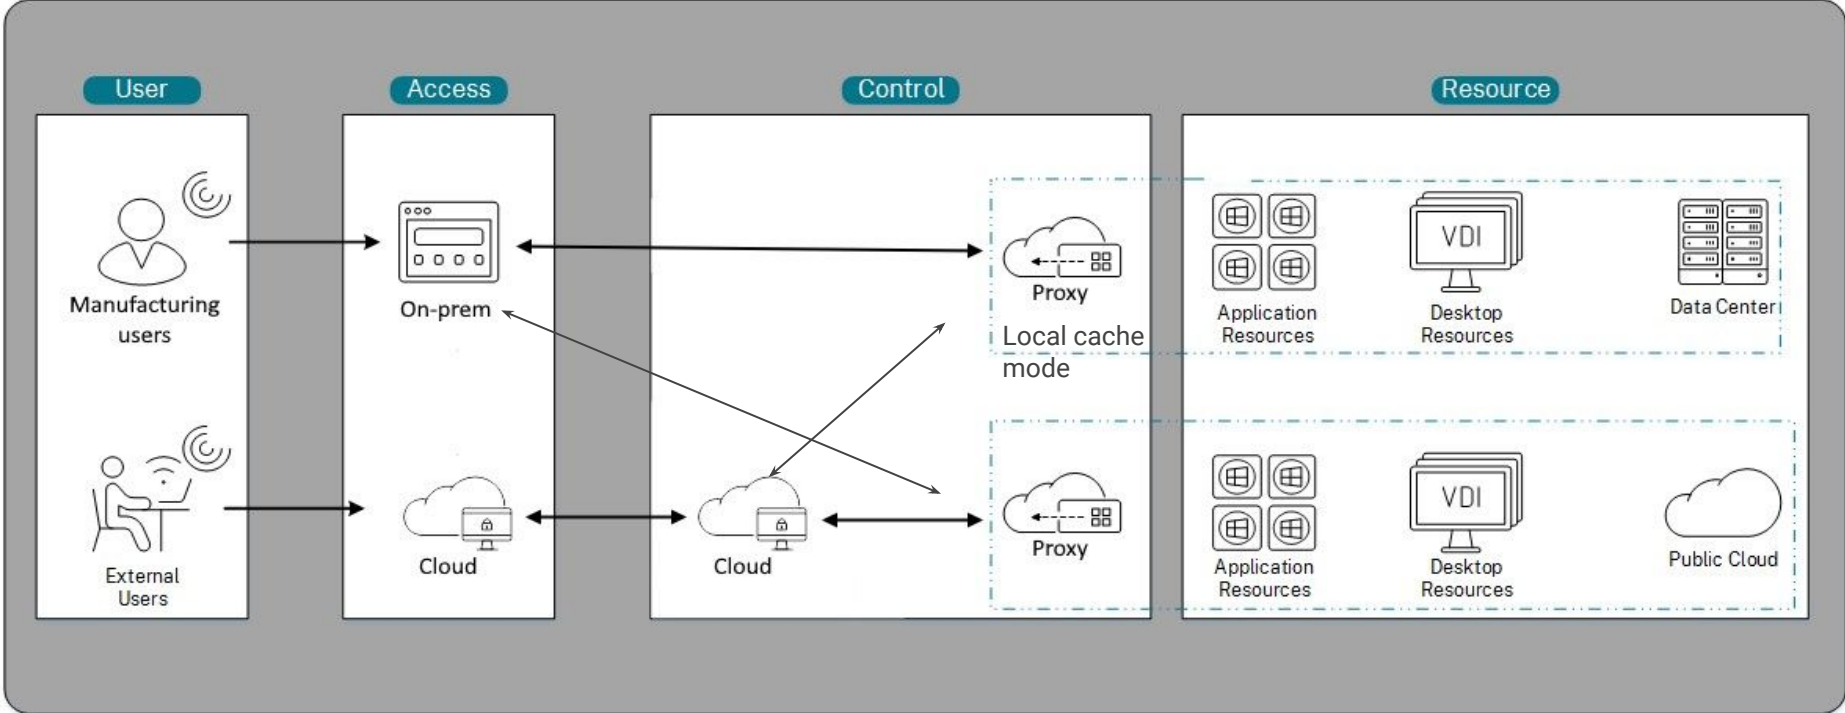 User
Access
Control
Resource
Manufacturing
users
On-prem
Proxy
Local cache
mode
Application
Resources
VDI
Desktop
Resources
Data Center
External
Users
Cloud
Cloud
Proxy
Application
Resources
VDI
Desktop
Resources
Public Cloud